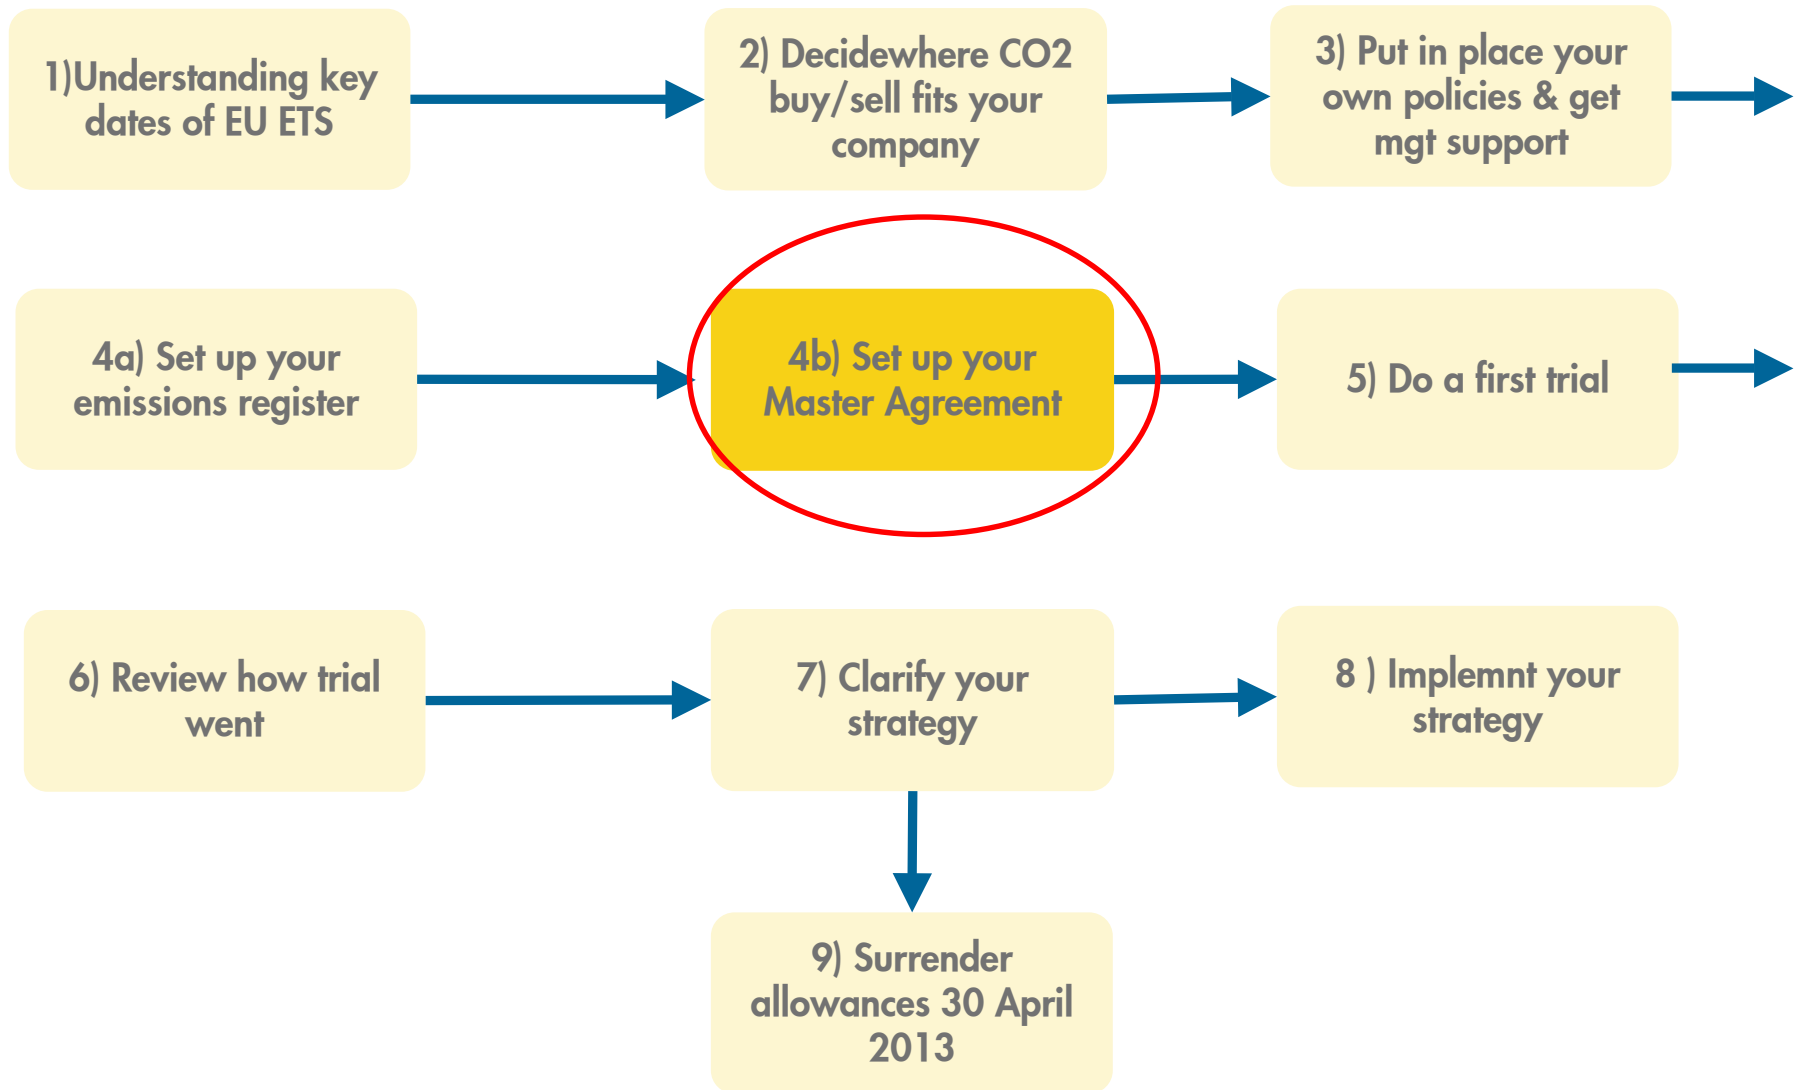 1)Understanding key
dates of EU ETS
2) Decidewhere CO2
buy/sell fits your
company
3) Put in place your
own policies & get
mgt support
4a) Set up your
emissions register
4b) Set up your
Master Agreement
5) Do a first trial
6) Review how trial
went
7) Clarify your
strategy
8 ) Implemnt your
strategy
9) Surrender
allowances 30 April
2013